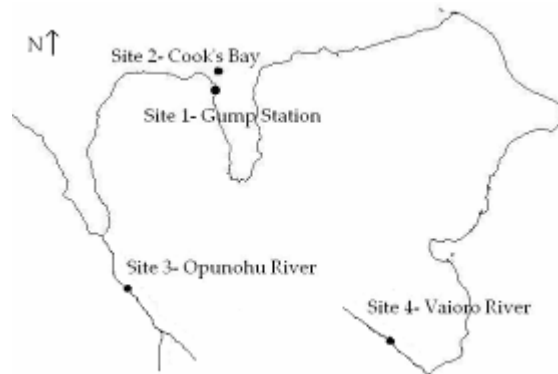 N
Site 2- Cook's Bay
Site 1- Gump Station
Site 3- Opunohu River
Site 4- Vaioro River